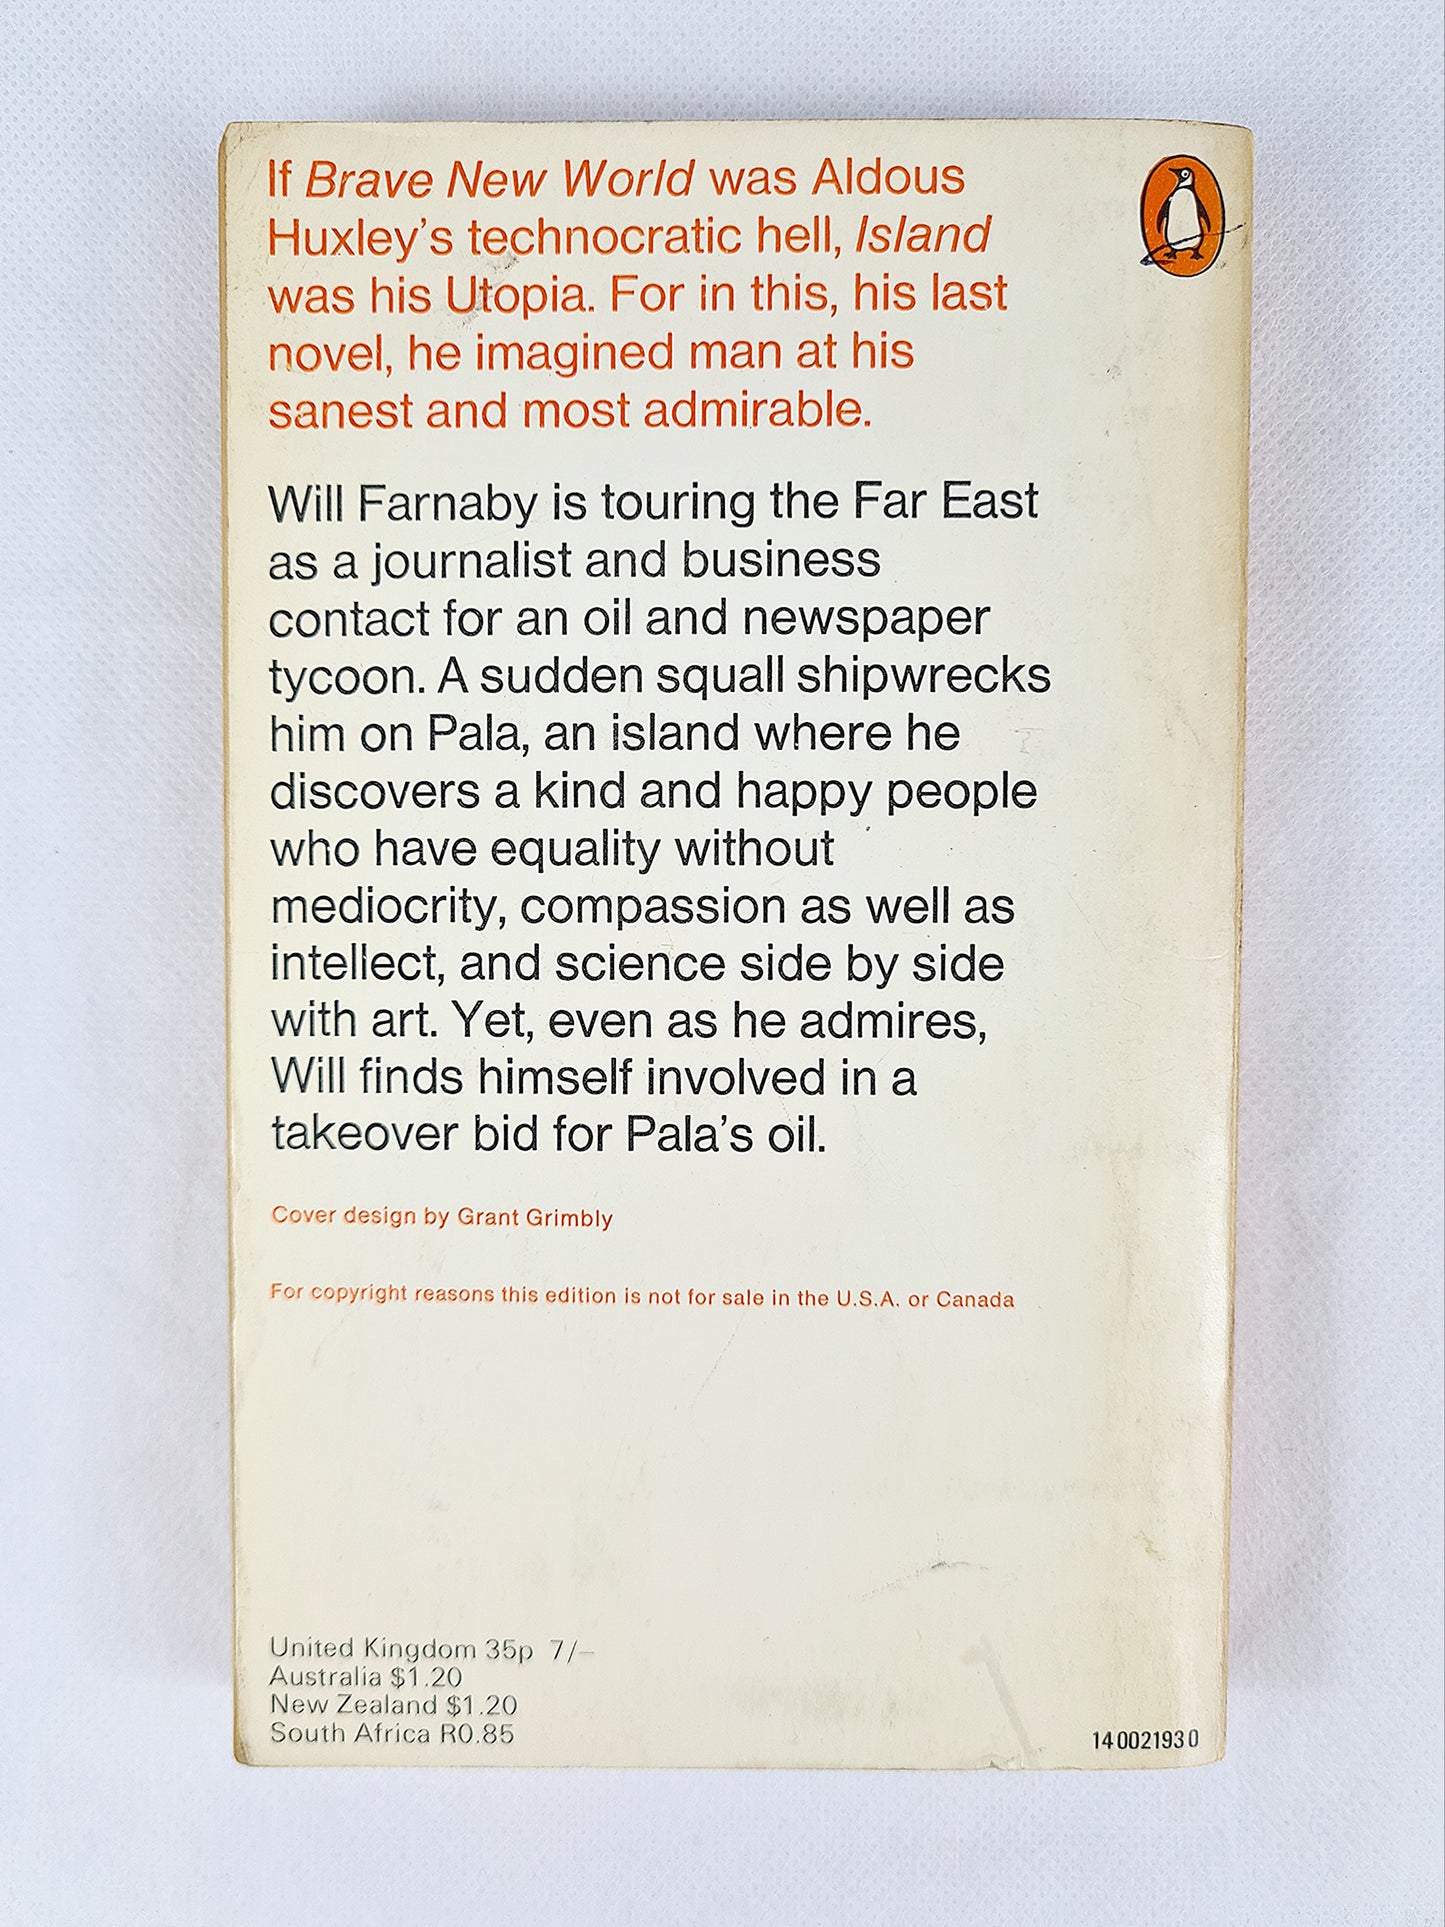 If Brave New World was Aldous
Huxley's technocratic hell, Island
was his Utopia. For in this, his last
novel, he imagined man at his
sanest and most admirable.
Will Farnaby is touring the Far East
as a journalist and business
contact for an oil and newspaper
tycoon. A sudden squall shipwrecks
him on Pala, an island where he
discovers a kind and happy people
who have equality without
mediocrity, compassion as well as
intellect, and science side by side
with art. Yet, even as he admires,
Will finds himself involved in a
takeover bid for Pala's oil.
Cover design by Grant Grimbly
For copyright reasons this edition is not for sale in the U.S.A. or Canada
United Kingdom 35p 7/–
Australia $1.20
New Zealand $1.20
South Africa R0.85
14 002193 0